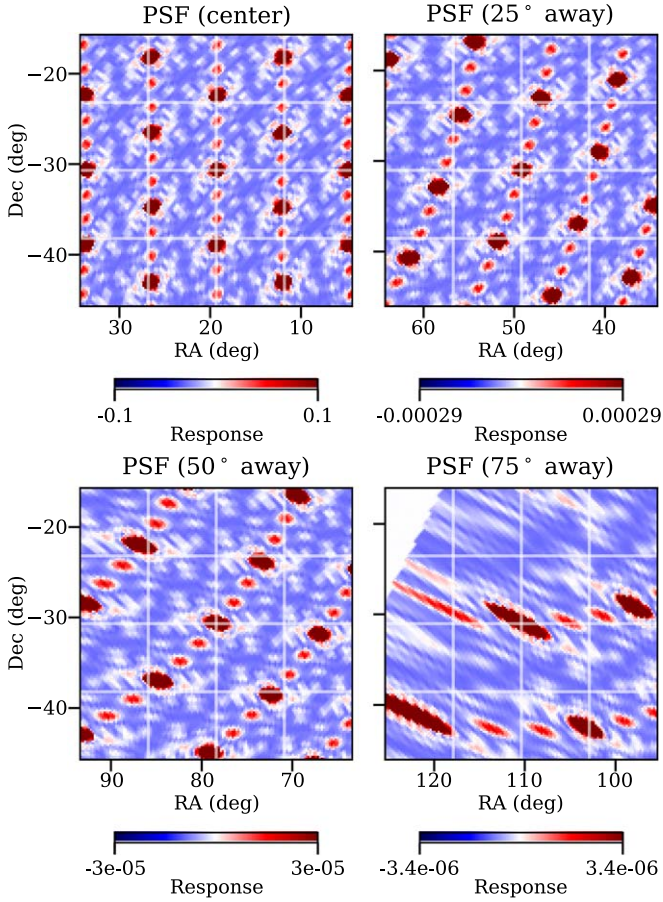 PSF (center)
PSF (25° away)
−20
−30
−40
Dec (deg)
30
20
10
60
50
40
RA (deg)
RA (deg)
-0.1
0.1
-0.00029
0.00029
Response
Response
PSF (50° away)
PSF (75° away)
−20
−30
−40
Dec (deg)
90
80
70
120
110
100
RA (deg)
RA (deg)
-3e-05
3e-05
-3.4e-06
3.4e-06
Response
Response